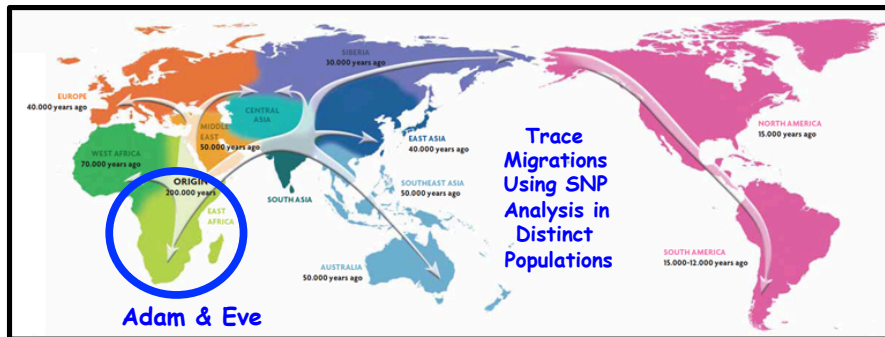 SIBERIA
30.000 years ago
EUROPE
40.000 years ago
CENTRAL
ASIA
MIDDLE
EAST
50.000 years ago
EAST ASIA
40.000 years ago
WEST AFRICA
70.000 years ago
ORIGIN
200.000 years
EAST
AFRICA
SOUTH ASIA
SOUTHEAST ASIA
50.000 years ago
AUSTRALIA
50.000 years ago
Adam & Eve
Trace
Migrations
Using SNP
Analysis in
Distinct
Populations
NORTH AMERICA
15.000 years ago
SOUTH AMERICA
15.000-12.000 years ago